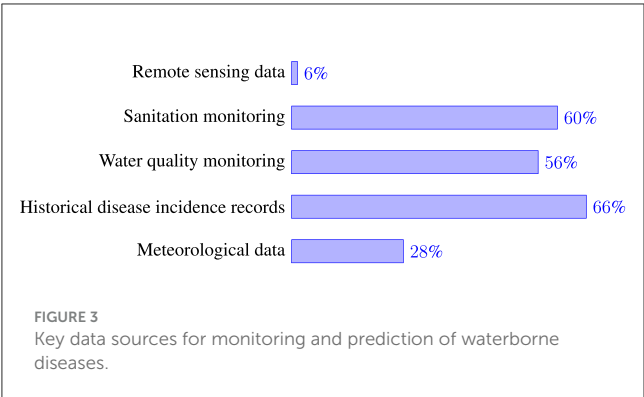 Remote sensing data 6%
Sanitation monitoring 60%
Water quality monitoring 56%
Historical disease incidence records 66%
Meteorological data 28%
FIGURE 3
Key data sources for monitoring and prediction of waterborne
diseases.